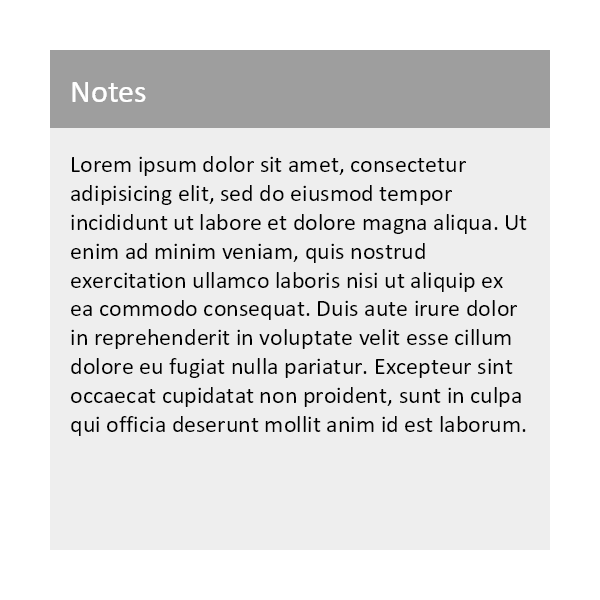 Notes
Lorem ipsum dolor sit amet, consectetur
adipisicing elit, sed do eiusmod tempor
incididunt ut labore et dolore magna aliqua. Ut
enim ad minim veniam, quis nostrud
exercitation ullamco laboris nisi ut aliquip ex
ea commodo consequat. Duis aute irure dolor
in reprehenderit in voluptate velit esse cillum
dolore eu fugiat nulla pariatur. Excepteur sint
occaecat cupidatat non proident, sunt in culpa
qui officia deserunt mollit anim id est laborum.